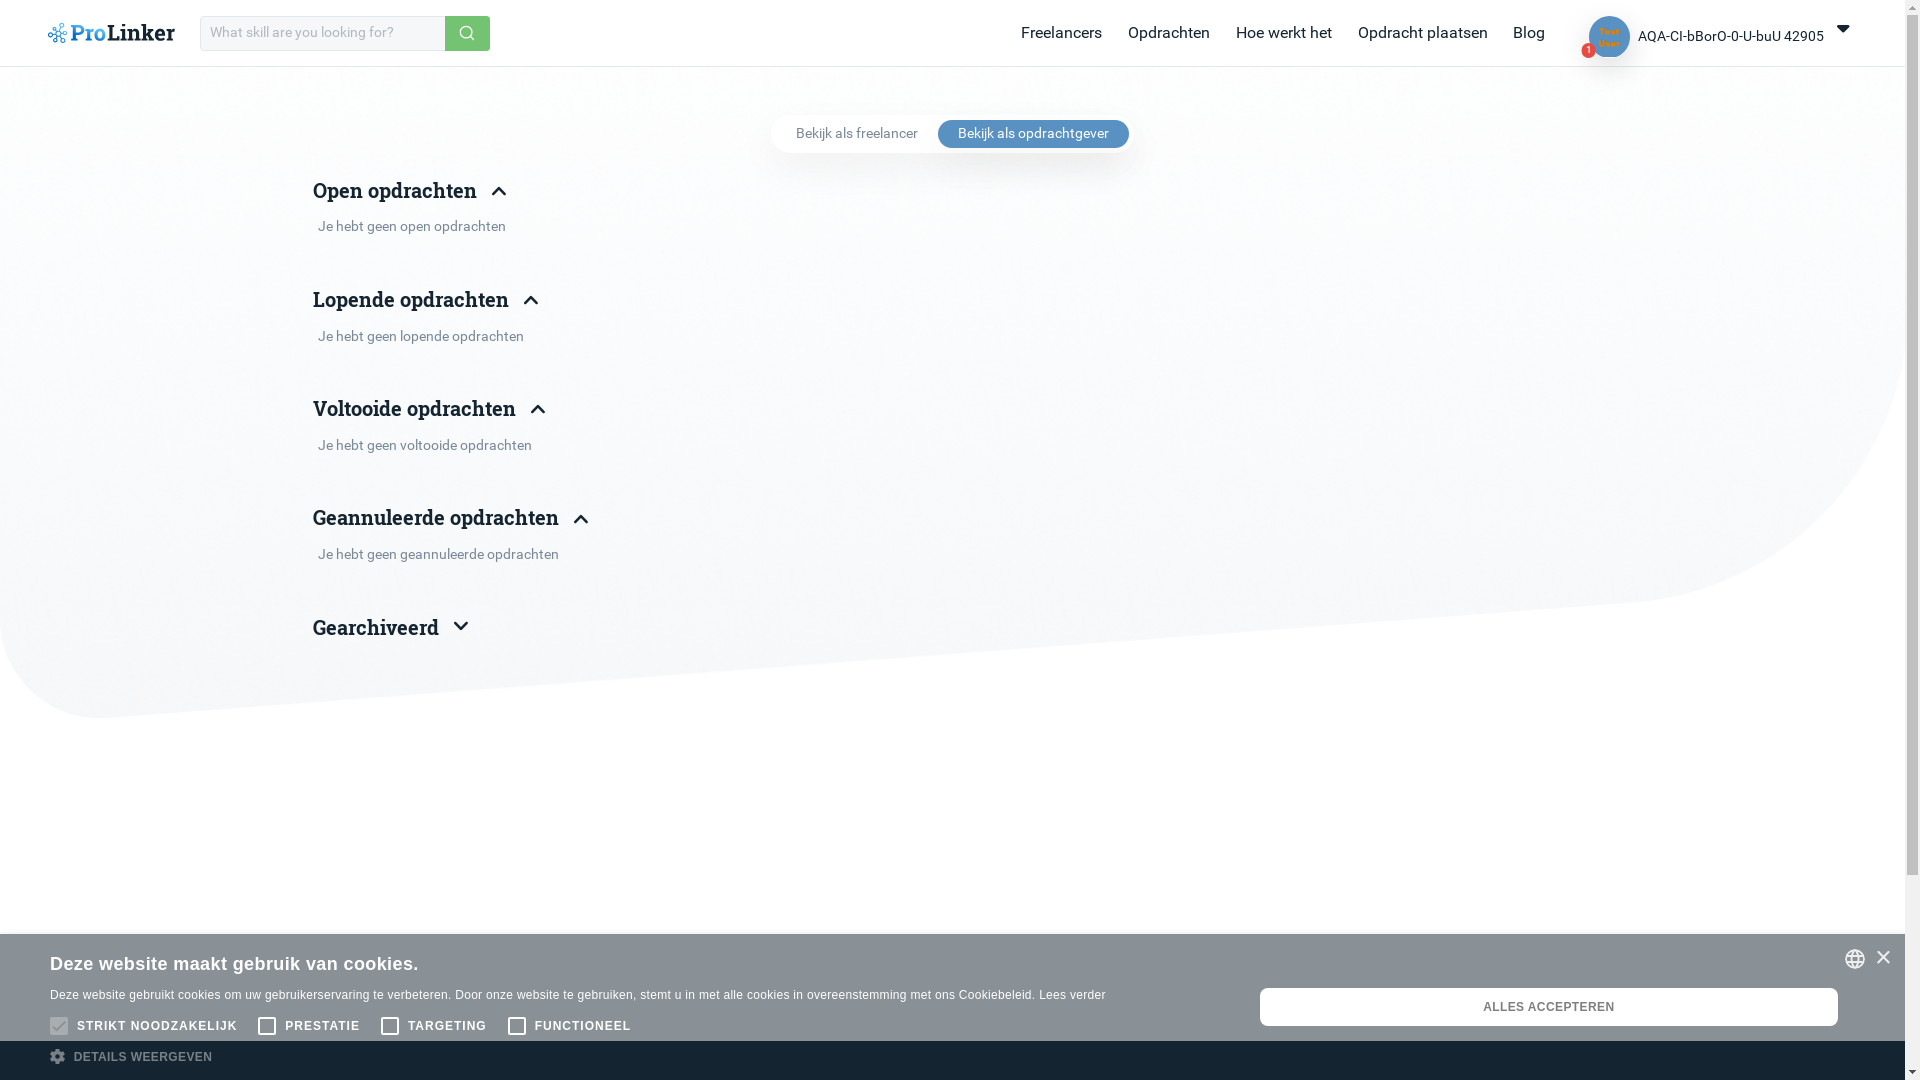 ProLinker
What skill are you looking for?
Freelancers
Opdrachten
Hoe werkt het
Opdracht plaatsen
Blog
Test User
1
AQA-CI-bBorO-0-U-buU 42905
Bekijk als freelancer
Bekijk als opdrachtgever
Open opdrachten
Je hebt geen open opdrachten
Lopende opdrachten
Je hebt geen lopende opdrachten
Voltooide opdrachten
Je hebt geen voltooide opdrachten
Geannuleerde opdrachten
Je hebt geen geannuleerde opdrachten
Gearchiveerd
Deze website maakt gebruik van cookies.
Deze website gebruikt cookies om uw gebruikerservaring te verbeteren. Door onze website te gebruiken, stemt u in met alle cookies in overeenstemming met ons Cookiebeleid. Lees verder
STRIKT NOODZAKELIJK
PRESTATIE
TARGETING
FUNCTIONEEL
ALLES ACCEPTEREN
DETAILS WEERGEVEN